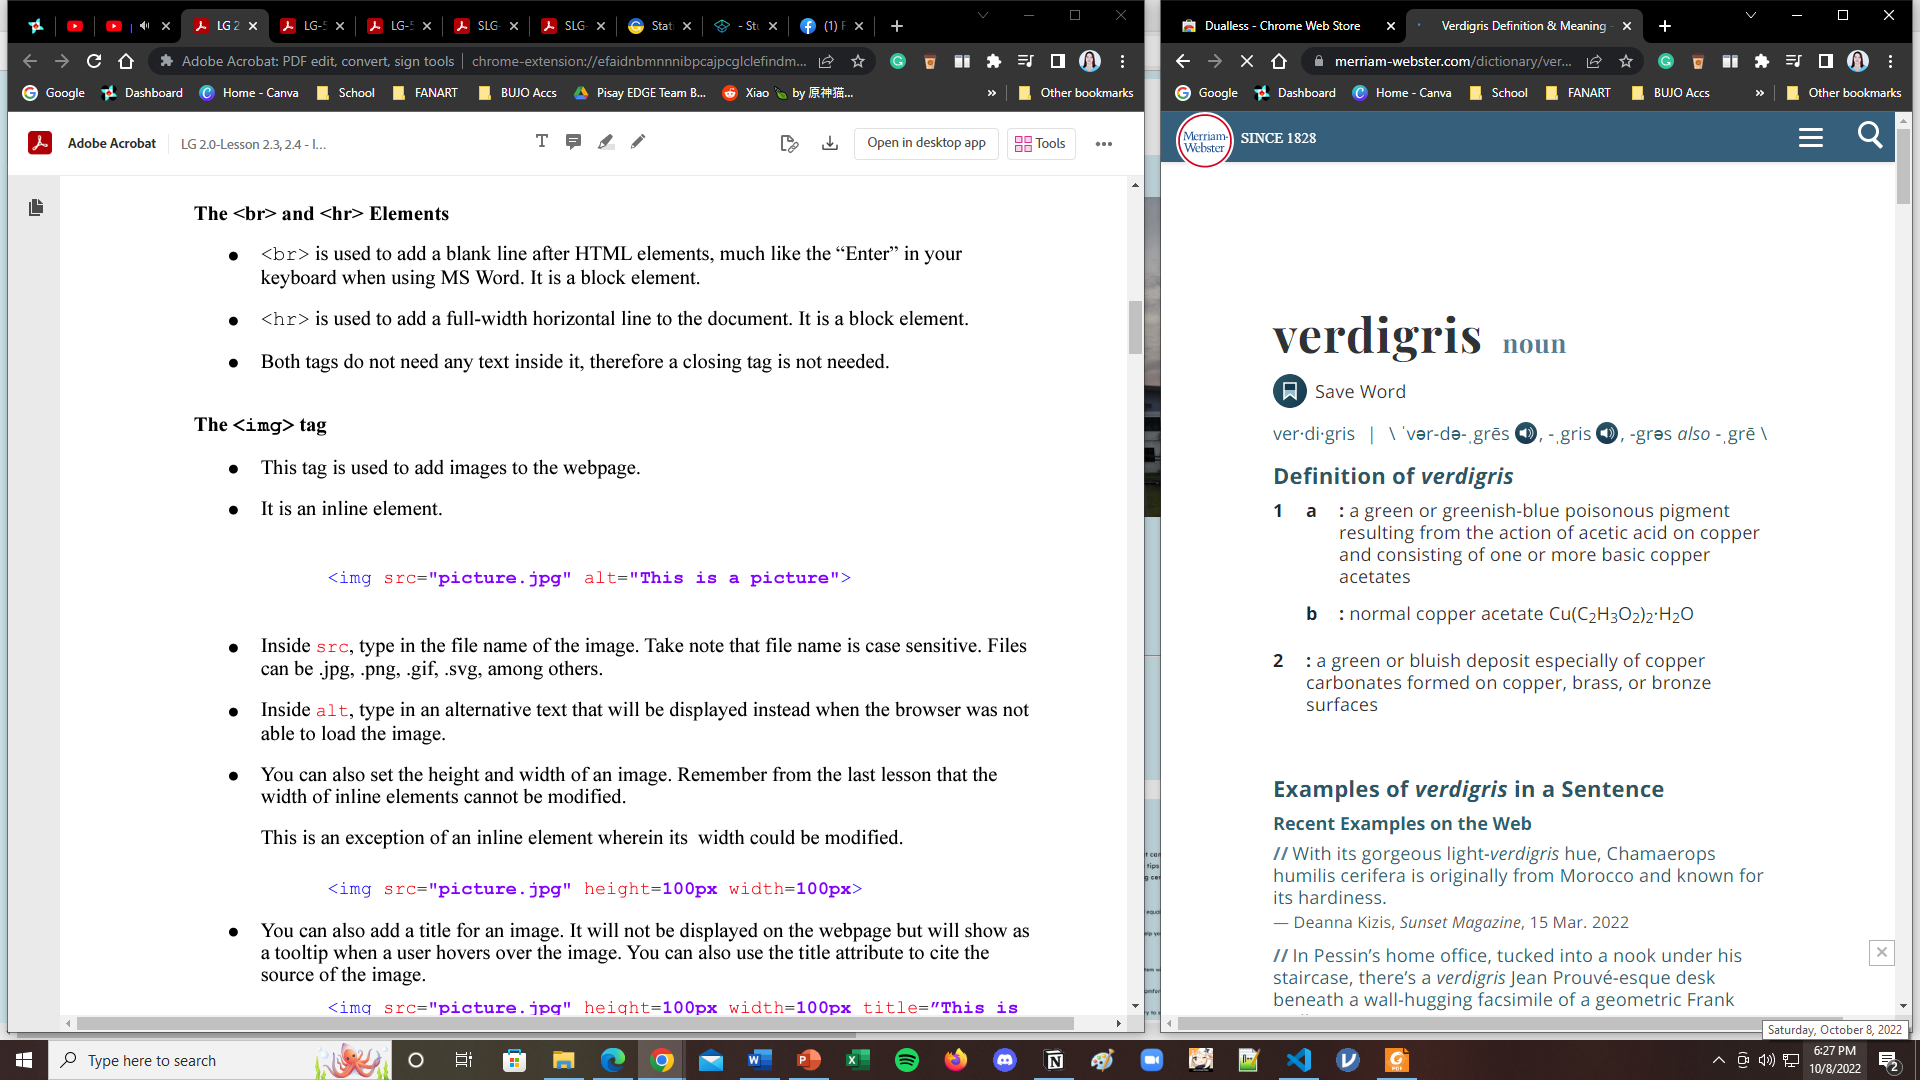 LG 2
LG-5
LG-5
SLG-
SLG-
Stat
- Stu
(1) F
Adobe Acrobat: PDF edit, convert, sign tools | chrome-extension://efaidnbmnnnibpcajpcglclefindm...
Google Dashboard Home - Canva School FANART BUJO Accs Pisay EDGE Team B... Xiao by 原神猫... » Other bookmarks
Adobe Acrobat LG 2.0-Lesson 2.3, 2.4 - I... Open in desktop app Tools
The <br> and <hr> Elements
● <br> is used to add a blank line after HTML elements, much like the “Enter” in your
keyboard when using MS Word. It is a block element.
● <hr> is used to add a full-width horizontal line to the document. It is a block element.
● Both tags do not need any text inside it, therefore a closing tag is not needed.
The <img> tag
● This tag is used to add images to the webpage.
● It is an inline element.
<img src="picture.jpg" alt="This is a picture">
● Inside src, type in the file name of the image. Take note that file name is case sensitive. Files
can be .jpg, .png, .gif, .svg, among others.
● Inside alt, type in an alternative text that will be displayed instead when the browser was not
able to load the image.
● You can also set the height and width of an image. Remember from the last lesson that the
width of inline elements cannot be modified.
This is an exception of an inline element wherein its  width could be modified.
<img src="picture.jpg" height=100px width=100px>
● You can also add a title for an image. It will not be displayed on the webpage but will show as
a tooltip when a user hovers over the image. You can also use the title attribute to cite the
source of the image.
<img src="picture.jpg" height=100px width=100px title=”This is
Dualless - Chrome Web Store
Verdigris Definition & Meaning -
merriam-webster.com/dictionary/ver...
Google Dashboard Home - Canva School FANART BUJO Accs » Other bookmarks
Merriam-
Webster
SINCE 1828
verdigris noun
Save Word
ver·di·gris | \ ˈvər-də-ˌgrēs , -ˌgris , -grəs also -ˌgrē \
Definition of verdigris
1 a : a green or greenish-blue poisonous pigment
resulting from the action of acetic acid on copper
and consisting of one or more basic copper
acetates
b : normal copper acetate Cu(C₂H₃O₂)₂·H₂O
2 : a green or bluish deposit especially of copper
carbonates formed on copper, brass, or bronze
surfaces
Examples of verdigris in a Sentence
Recent Examples on the Web
// With its gorgeous light-verdigris hue, Chamaerops
humilis cerifera is originally from Morocco and known for
its hardiness.
— Deanna Kizis, Sunset Magazine, 15 Mar. 2022
// In Pessin’s home office, tucked into a nook under his
staircase, there’s a verdigris Jean Prouvé-esque desk
beneath a wall-hugging facsimile of a geometric Frank
Saturday, October 8, 2022
Type here to search
6:27 PM
10/8/2022
2